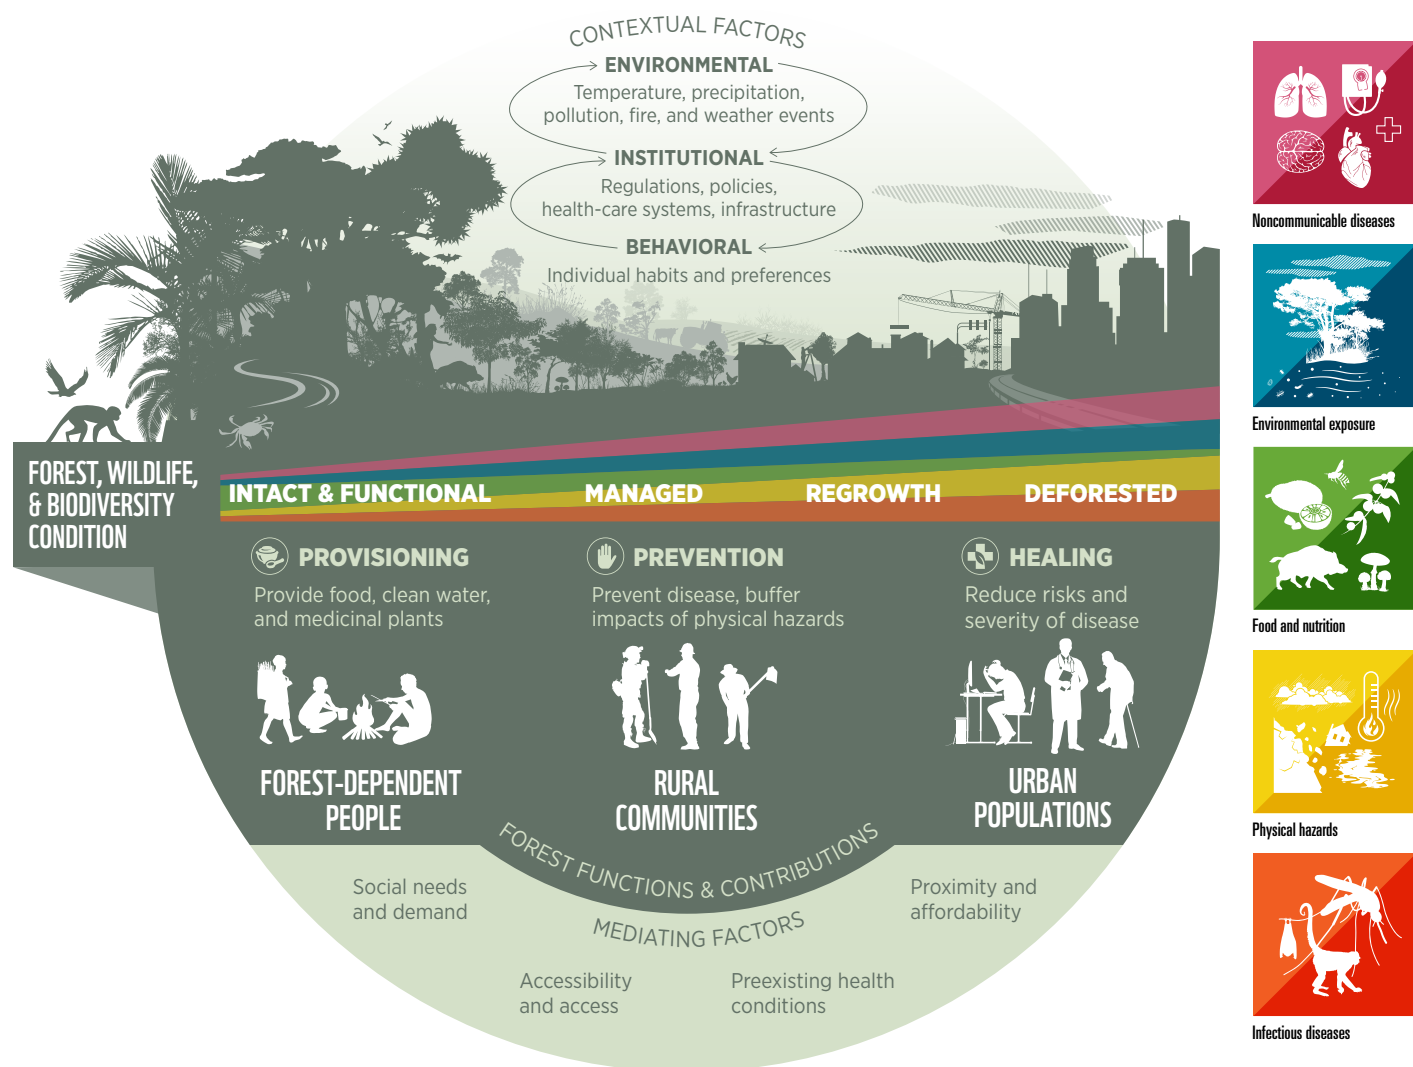 CONTEXTUAL FACTORS
ENVIRONMENTAL
Temperature, precipitation,
pollution, fire, and weather events
INSTITUTIONAL
Regulations, policies,
health-care systems, infrastructure
BEHAVIORAL
Individual habits and preferences
FOREST, WILDLIFE,
& BIODIVERSITY
CONDITION
INTACT & FUNCTIONAL
MANAGED
REGROWTH
DEFORESTED
PROVISIONING
Provide food, clean water,
and medicinal plants
PREVENTION
Prevent disease, buffer
impacts of physical hazards
HEALING
Reduce risks and
severity of disease
FOREST-DEPENDENT
PEOPLE
RURAL
COMMUNITIES
URBAN
POPULATIONS
FOREST FUNCTIONS & CONTRIBUTIONS
MEDIATING FACTORS
Social needs
and demand
Accessibility
and access
Preexisting health
conditions
Proximity and
affordability
Noncommunicable diseases
Environmental exposure
Food and nutrition
Physical hazards
Infectious diseases